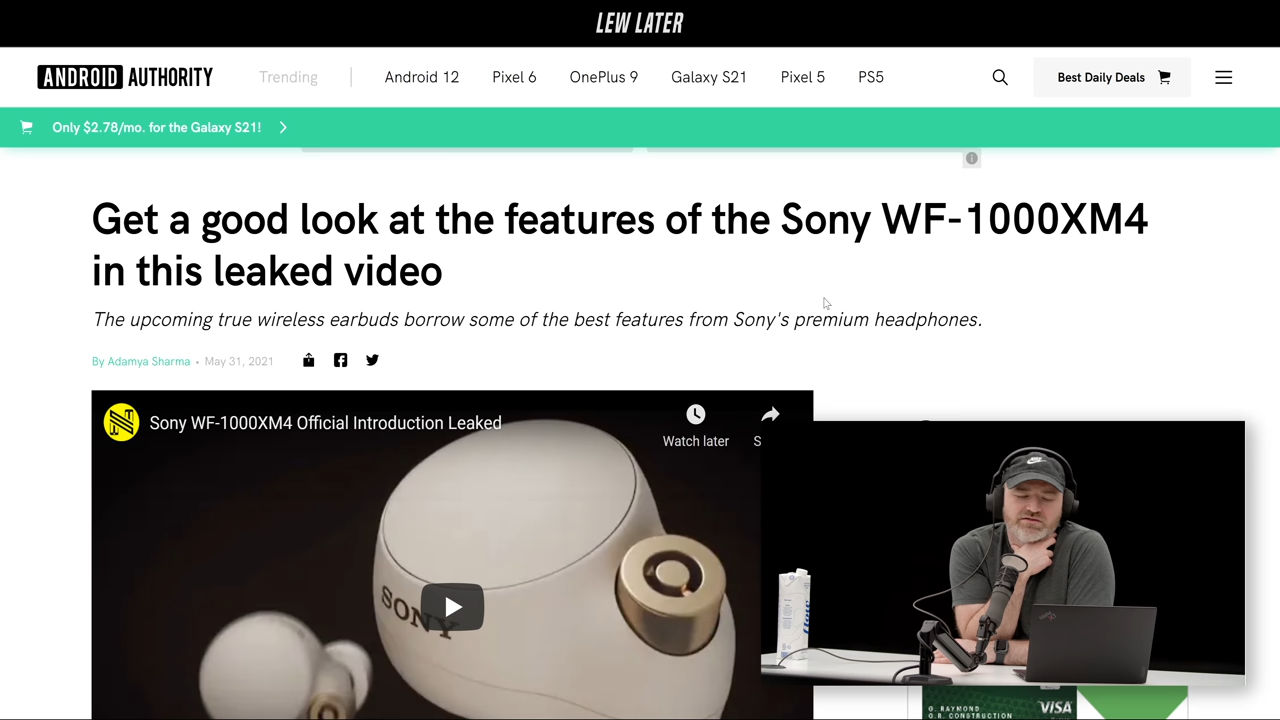 LEW LATER
ANDROID AUTHORITY
Trending
Android 12
Pixel 6
OnePlus 9
Galaxy S21
Pixel 5
PS5
Best Daily Deals
Only $2.78/mo. for the Galaxy S21!
Get a good look at the features of the Sony WF-1000XM4
in this leaked video
The upcoming true wireless earbuds borrow some of the best features from Sony's premium headphones.
By Adamya Sharma • May 31, 2021
Sony WF-1000XM4 Official Introduction Leaked
Watch later
S
SONY
G. RAYMOND
G.R. CONSTRUCTION
VISA